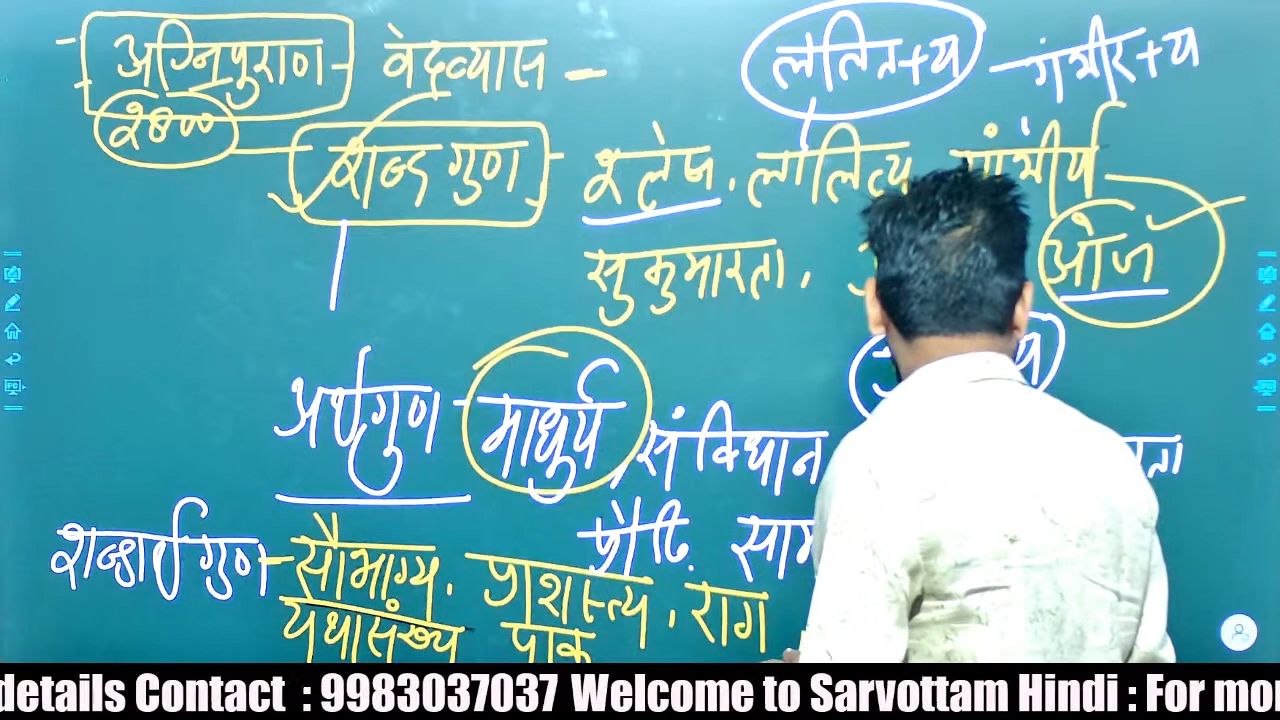 अग्निपुराण वेदव्यास -
ललित+य - गंभीर+य
शब्द गुण - श्लेष, लालित्य गांभीर्य
सुकुमारता, ओज
अर्थगुण - माधुर्य, संविधान
प्रौढि,
शब्दार्थ गुण - सौभाग्य, प्राशस्त्य, राग
यथासंख्य पाक
details Contact : 9983037037 Welcome to Sarvottam Hindi : For mor